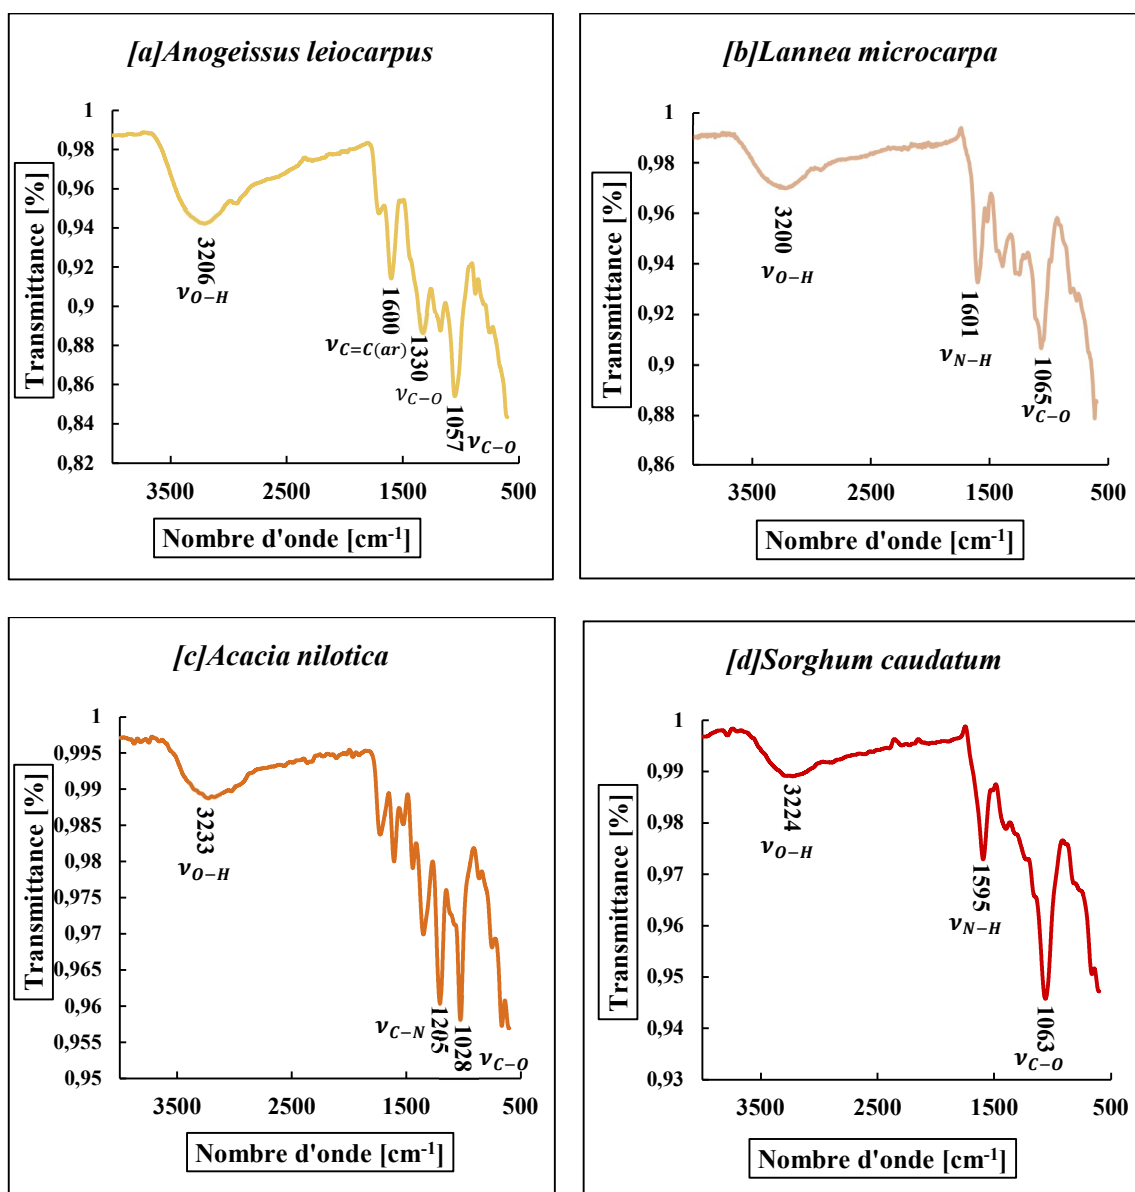 [a]Anogeissus leiocarpus
Transmittance [%]
1
0,98
0,96
0,94
0,92
0,9
0,88
0,86
0,84
0,82
3206
νO−H
1600
νC=C(ar)
1330
νC−O
1057
νC−O
3500
2500
1500
500
Nombre d'onde [cm-1]
[b]Lannea microcarpa
Transmittance [%]
1
0,98
0,96
0,94
0,92
0,9
0,88
0,86
3200
νO−H
1601
νN−H
1065
νC−O
3500
2500
1500
500
Nombre d'onde [cm-1]
[c]Acacia nilotica
Transmittance [%]
1
0,995
0,99
0,985
0,98
0,975
0,97
0,965
0,96
0,955
0,95
3233
νO−H
νC−N
1205
1028
νC−O
3500
2500
1500
500
Nombre d'onde [cm-1]
[d]Sorghum caudatum
Transmittance [%]
1
0,99
0,98
0,97
0,96
0,95
0,94
0,93
3224
νO−H
1595
νN−H
1063
νC−O
3500
2500
1500
500
Nombre d'onde [cm-1]